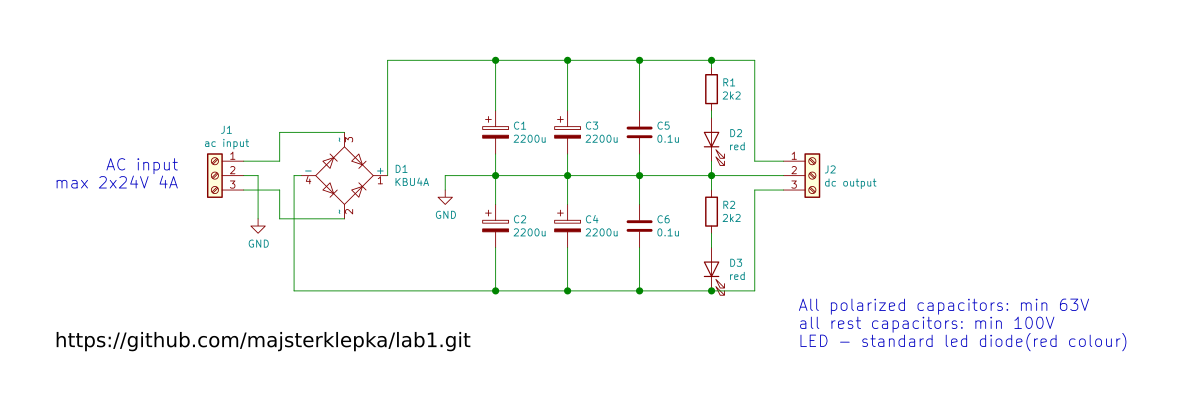 J1
ac input
AC input
max 2x24V 4A
1
2
3
GND
~
3
~
2
−
4
+
1
D1
KBU4A
GND
+
C1
2200u
+
C3
2200u
C5
0.1u
R1
2k2
D2
red
+
C2
2200u
+
C4
2200u
C6
0.1u
R2
2k2
D3
red
1
2
3
J2
dc output
All polarized capacitors: min 63V
all rest capacitors: min 100V
LED – standard led diode(red colour)
https://github.com/majsterklepka/lab1.git